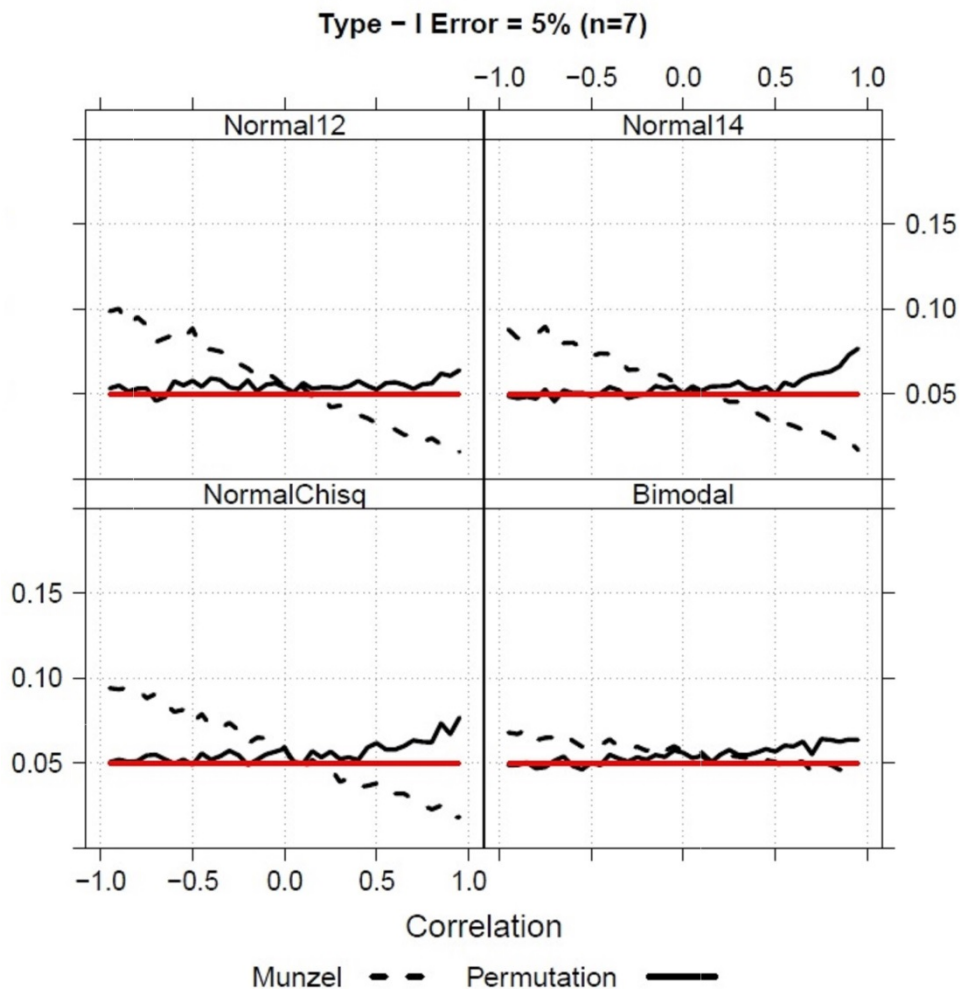 Type − I Error = 5% (n=7)
−1.0 −0.5 0.0 0.5 1.0
Normal12 Normal14
0.15
0.10
0.05
NormalChisq Bimodal
0.15
0.10
0.05
−1.0 −0.5 0.0 0.5 1.0
Correlation
Munzel Permutation